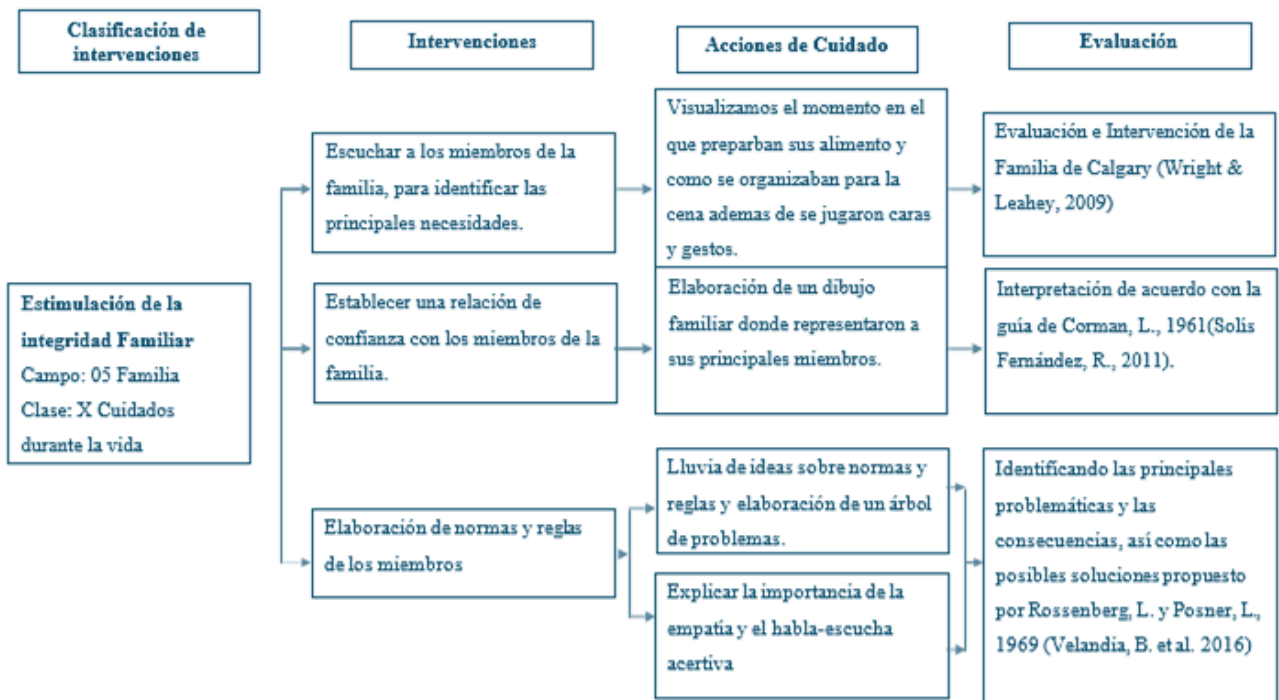 Clasificación de
intervenciones
Intervenciones
Acciones de Cuidado
Evaluación
Estimulación de la
integridad Familiar
Campo: 05 Familia
Clase: X Cuidados
durante la vida
Escuchar a los miembros de la
familia, para identificar las
principales necesidades.
Visualizamos el momento en el
que preparban sus alimento y
como se organizaban para la
cena ademas de se jugaron caras
y gestos.
Evaluación e Intervención de la
Familia de Calgary (Wright &
Leahey, 2009)
Establecer una relación de
confianza con los miembros de la
familia.
Elaboración de un dibujo
familiar donde representaron a
sus principales miembros.
Interpretación de acuerdo con la
guía de Corman, L., 1961(Solís
Fernández, R., 2011).
Elaboración de normas y reglas
de los miembros
Lluvia de ideas sobre normas y
reglas y elaboración de un árbol
de problemas.
Explicar la importancia de la
empatía y el habla-escucha
acertiva
Identificando las principales
problemáticas y las
consecuencias, así como las
posibles soluciones propuesto
por Rossenberg, L. y Posner, L.,
1969 (Velandia, B. et al. 2016)